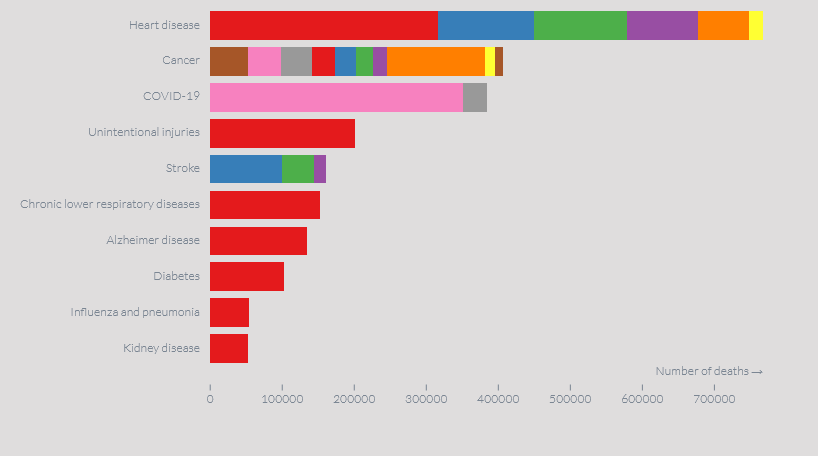 Heart disease
Cancer
COVID-19
Unintentional injuries
Stroke
Chronic lower respiratory diseases
Alzheimer disease
Diabetes
Influenza and pneumonia
Kidney disease
Number of deaths →
0 100000 200000 300000 400000 500000 600000 700000